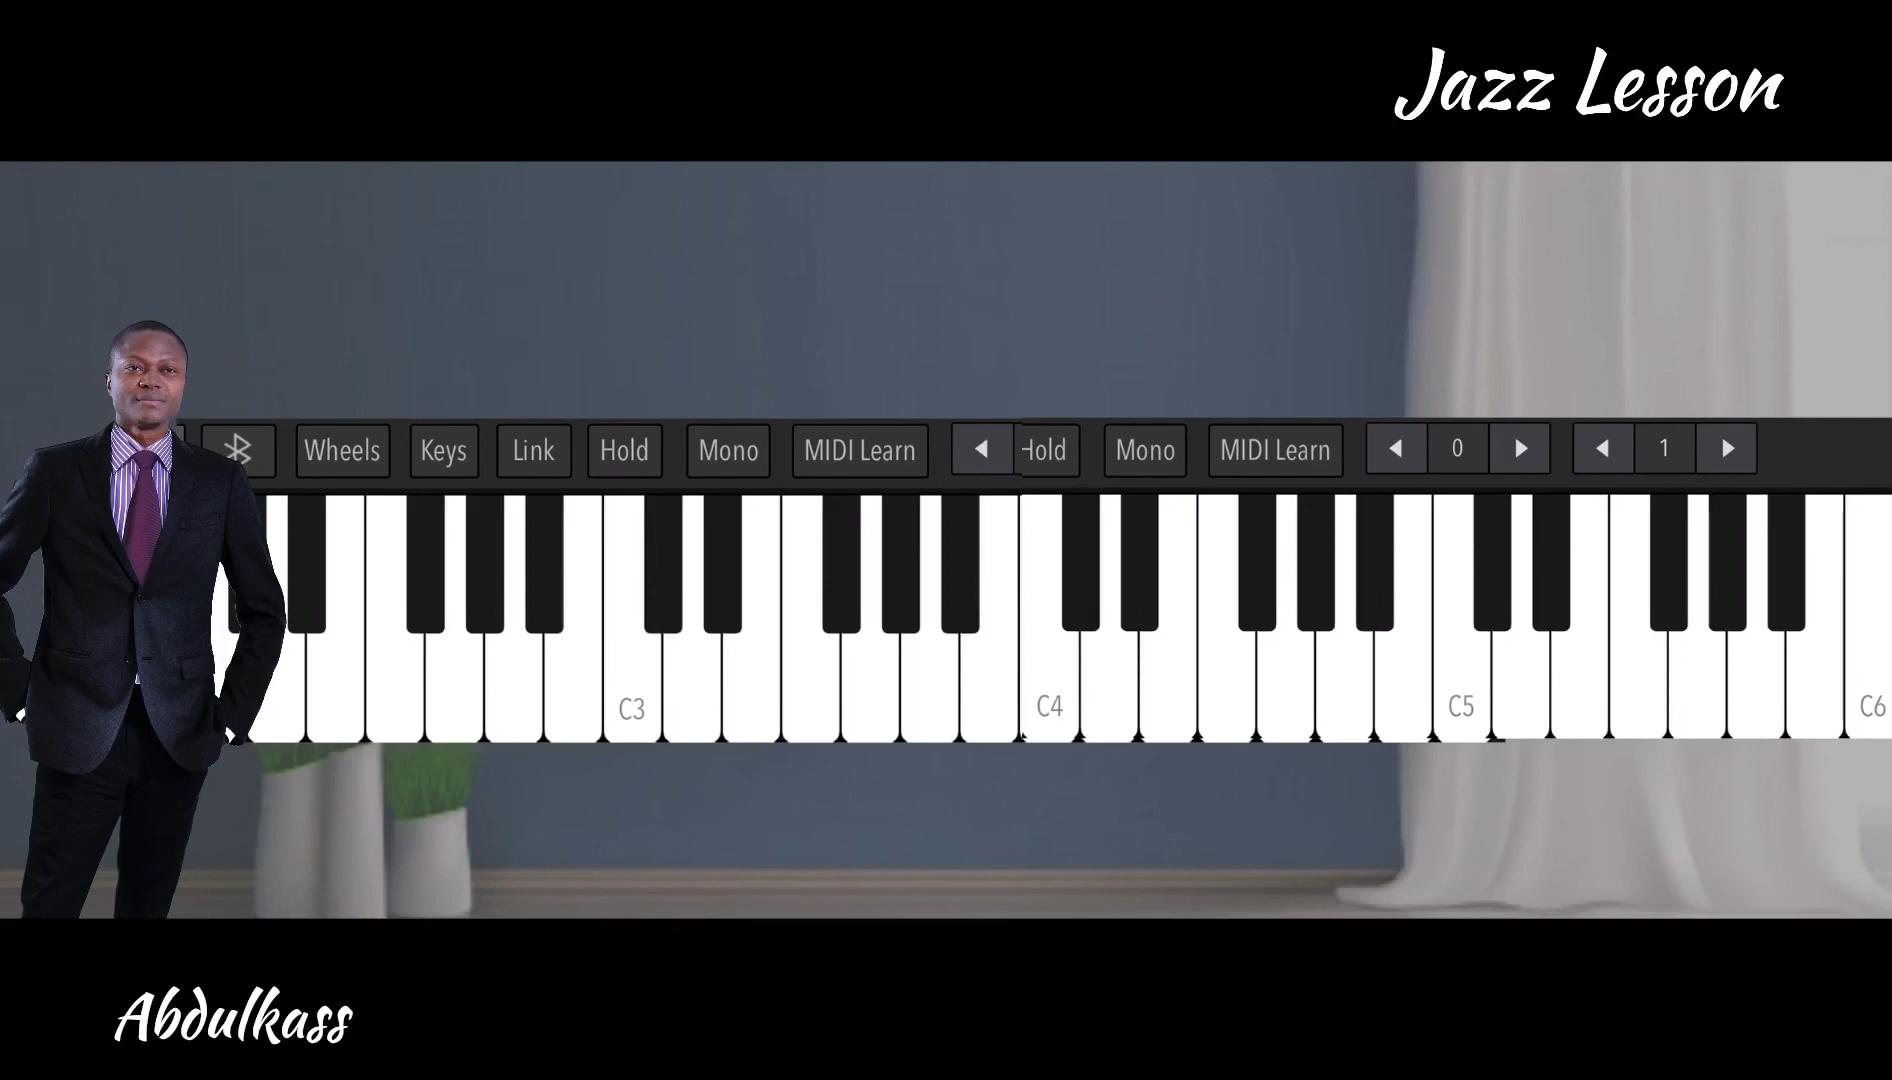 Jazz Lesson
Wheels Keys Link Hold Mono MIDI Learn Hold Mono MIDI Learn 0 1
C3 C4 C5 C6
Abdulkass